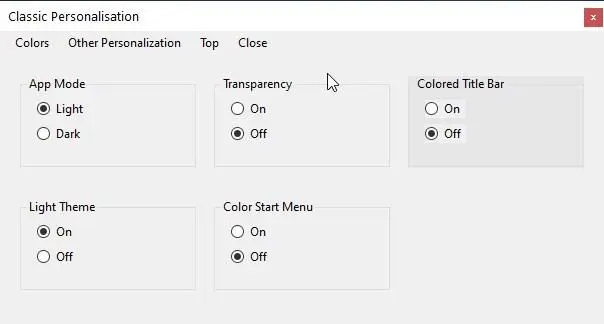 Classic Personalisation
x
Colors Other Personalization Top Close
App Mode
Light
Dark
Transparency
On
Off
Colored Title Bar
On
Off
Light Theme
On
Off
Color Start Menu
On
Off